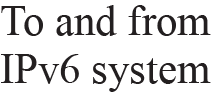 To and from
IPv6 system